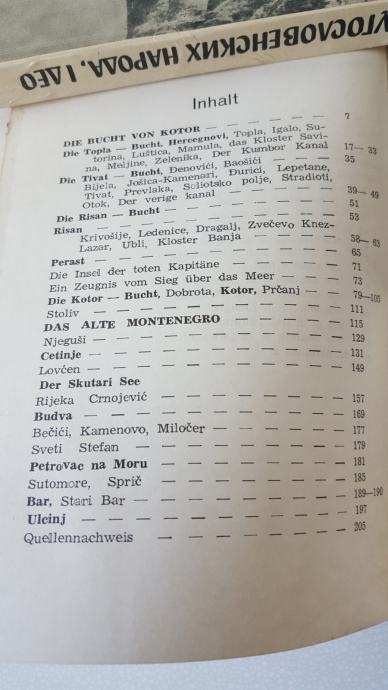 ЈУГОСЛОВЕНСКИХ НАРОДА, I ДЕО
Inhalt
DIE BUCHT VON KOTOR — — — — — — 7
Die Topla — Bucht, Hercegnovi, Topla, Igalo, Su-
torina, Luštica, Mamula, das Kloster Savi-
na, Meljine, Zelenika, Der Kumbor Kanal 17— 33
Die Tivat — Bucht, Đenovići, Baošići — — — 35
Bijela, Jošica-Kamenari, Đurici, Lepetane,
Tivat, Prevlaka, Soliotsko polje, Stradioti,
Otok, Der verige kanal — — — — — 39— 49
Die Risan — Bucht — — — — — — — 51
Risan — — — — — — — — — 53
Krivošije, Ledenice, Dragalj, Zvečevo Knez-
Lazar, Ubli, Kloster Banja — — — — 58— 63
Perast — — — — — — — — — 65
Die Insel der toten Kapitäne — — — — — 71
Ein Zeugnis vom Sieg über das Meer — — — 73
Die Kotor — Bucht, Dobrota, Kotor, Prčanj — — 79—105
Stoliv — — — — — — — — — 111
DAS ALTE MONTENEGRO — — — — — 115
Njeguši — — — — — — — — — 129
Cetinje — — — — — — — — — 131
Lovćen — — — — — — — — — 149
Der Skutari See
Rijeka Crnojević — — — — — — — 157
Budva — — — — — — — — — 169
Bečići, Kamenovo, Miločer — — — — — 177
Sveti Stefan — — — — — — — — 179
Petrovac na Moru — — — — — — — 181
Sutomore, Sprič — — — — — — — 185
Bar, Stari Bar — — — — — — — — 189—190
Ulcinj — — — — — — — — — 197
Quellennachweis — — — — — — — 205